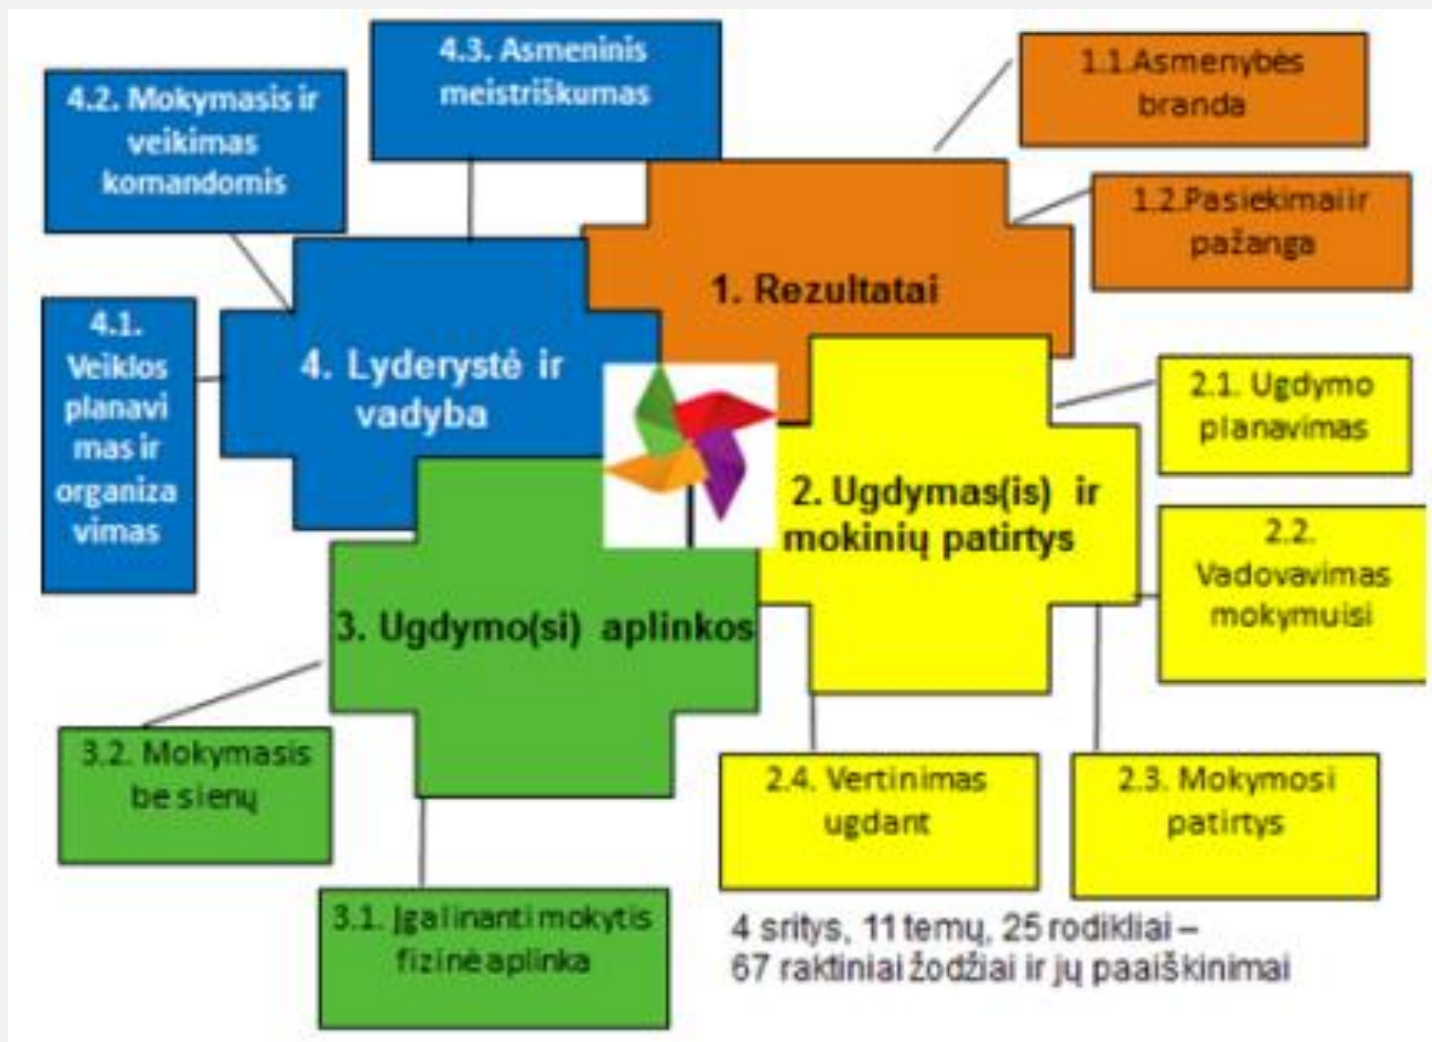 4.3. Asmeninis
meistriškumas
4.2. Mokymasis ir
veikimas
komandomis
4.1.
Veiklos
planavi
mas ir
organiza
vimas
4. Lyderystė ir
vadyba
1. Rezultatai
1.1.Asmenybės
branda
1.2.Pasiekimai ir
pažanga
2. Ugdymas(is) ir
mokinių patirtys
2.1. Ugdymo
planavimas
2.2.
Vadovavimas
mokymuisi
2.3. Mokymosi
patirtys
2.4. Vertinimas
ugdant
3. Ugdymo(si) aplinkos
3.2. Mokymasis
be sienų
3.1. Įgalinanti mokytis
fizinė aplinka
4 sritys, 11 temų, 25 rodikliai –
67 raktiniai žodžiai ir jų paaiškinimai